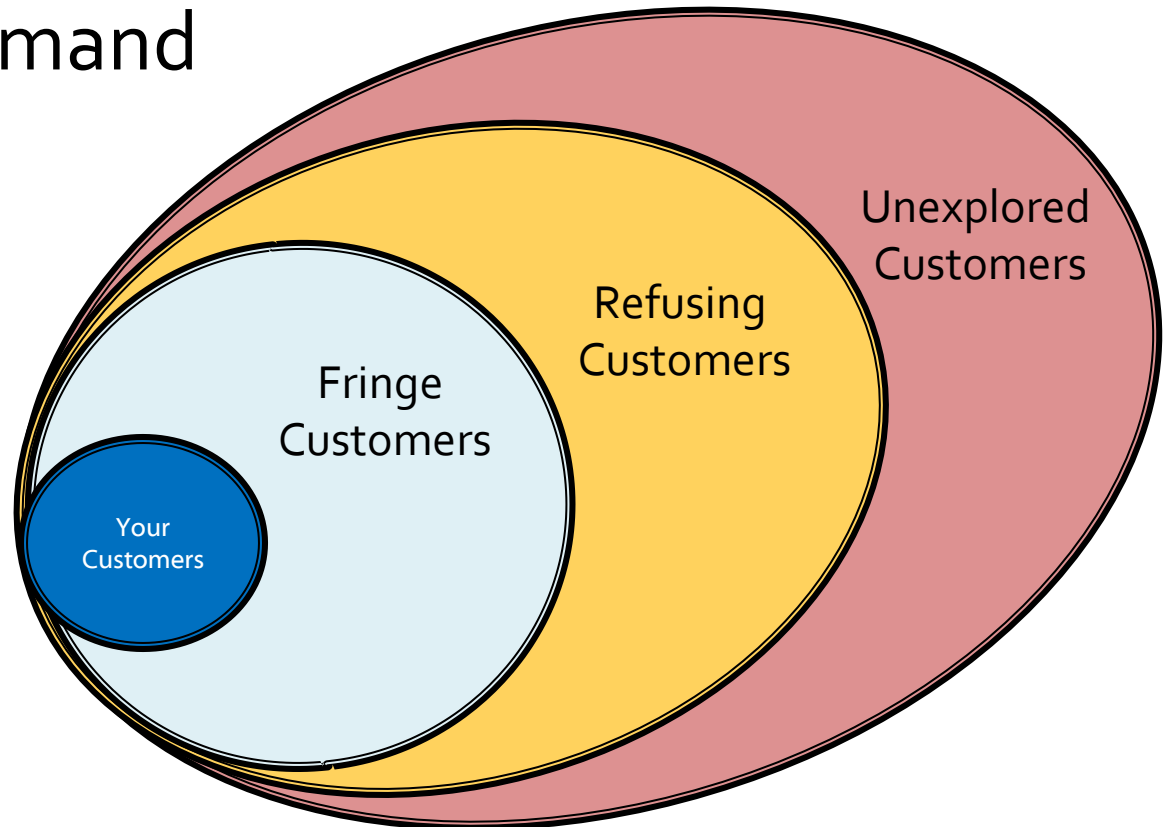 mand
Unexplored
Customers
Refusing
Customers
Fringe
Customers
Your
Customers